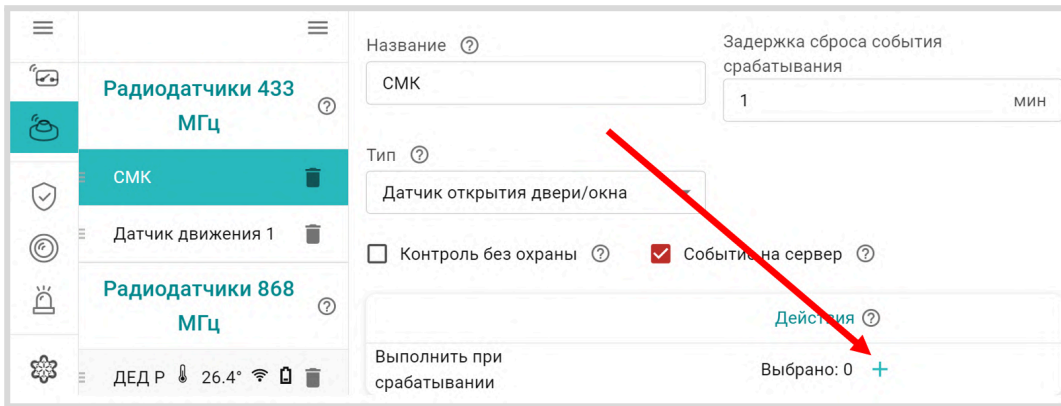 Радиодатчики 433
МГц
СМК
Датчик движения 1
Радиодатчики 868
МГц
ДЕД Р 26.4°
Название
СМК
Задержка сброса события
срабатывания
1 мин
Тип
Датчик открытия двери/окна
Контроль без охраны
Событие на сервер
Действия
Выполнить при
срабатывании
Выбрано: 0 +